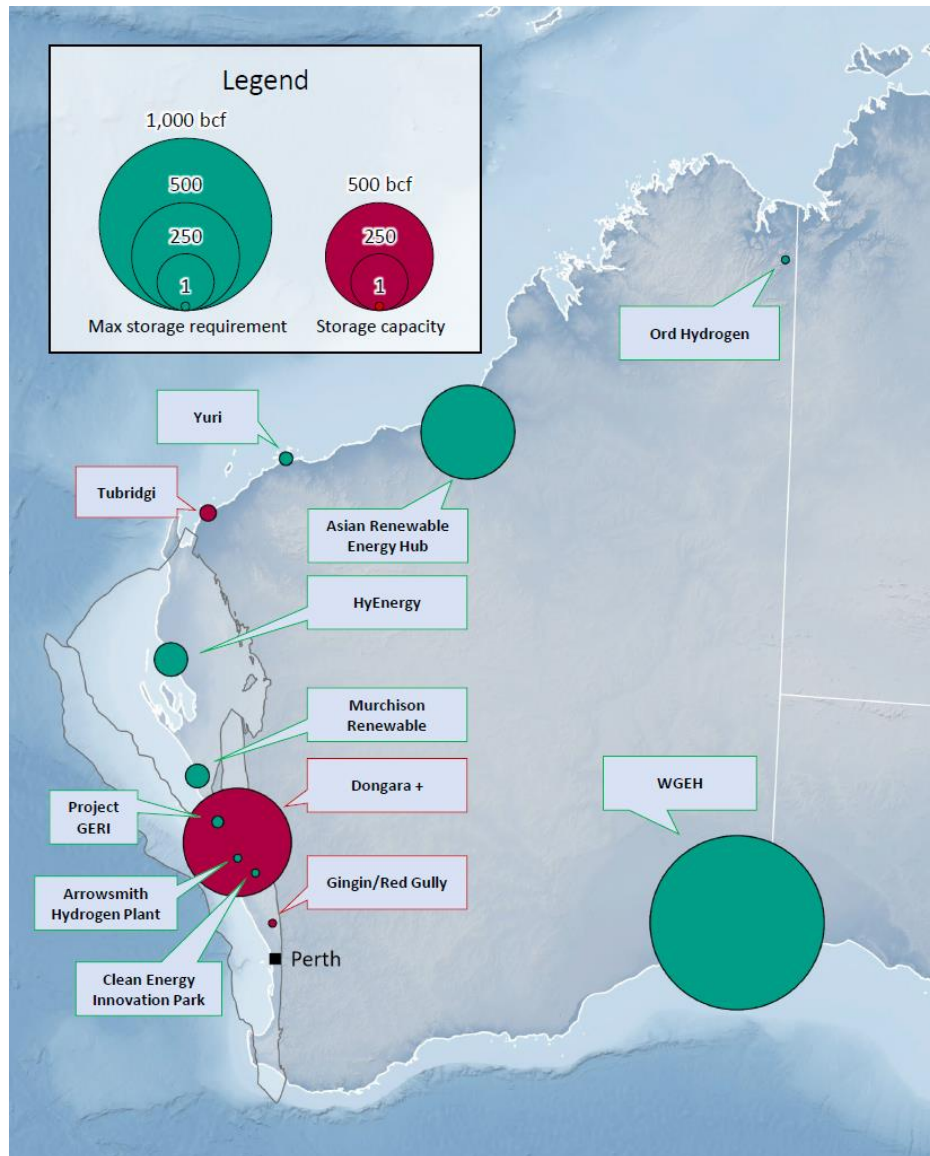 Legend
1,000 bcf
500
250
1
Max storage requirement
500 bcf
250
1
Storage capacity
Ord Hydrogen
Yuri
Tubridgi
Asian Renewable
Energy Hub
HyEnergy
Murchison
Renewable
Dongara +
WGEH
Project
GERI
Arrowsmith
Hydrogen Plant
Gingin/Red Gully
Perth
Clean Energy
Innovation Park